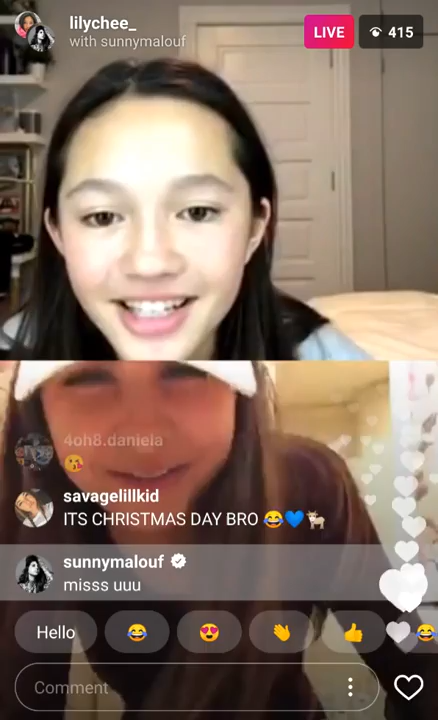 lilychee_
with sunnymalouf
LIVE
415
4oh8.daniela
😘
savagelillkid
ITS CHRISTMAS DAY BRO 😂💙🐐
sunnymalouf
misss uuu
Hello 😂 😍 👏 👍 😂
Comment